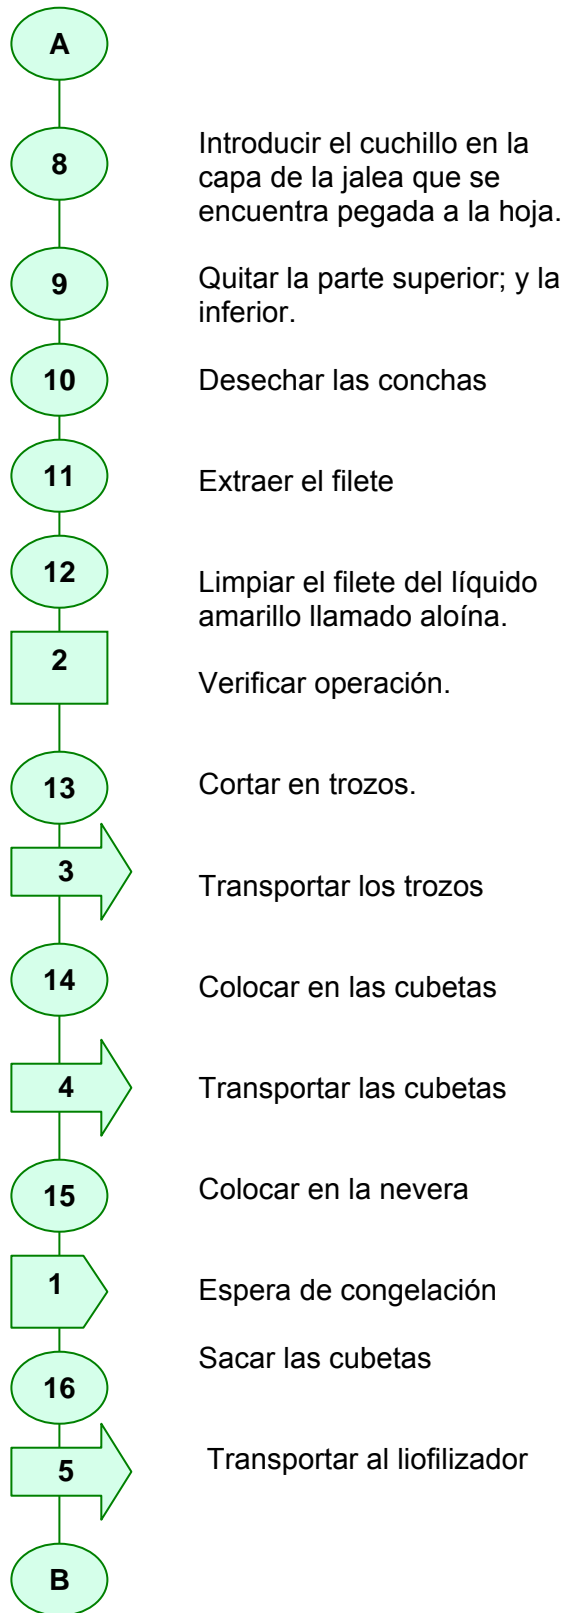 A
8
Introducir el cuchillo en la
capa de la jalea que se
encuentra pegada a la hoja.
9
Quitar la parte superior; y la
inferior.
10
Desechar las conchas
11
Extraer el filete
12
Limpiar el filete del líquido
amarillo llamado aloína.
2
Verificar operación.
13
Cortar en trozos.
3
Transportar los trozos
14
Colocar en las cubetas
4
Transportar las cubetas
15
Colocar en la nevera
1
Espera de congelación
16
Sacar las cubetas
5
Transportar al liofilizador
B